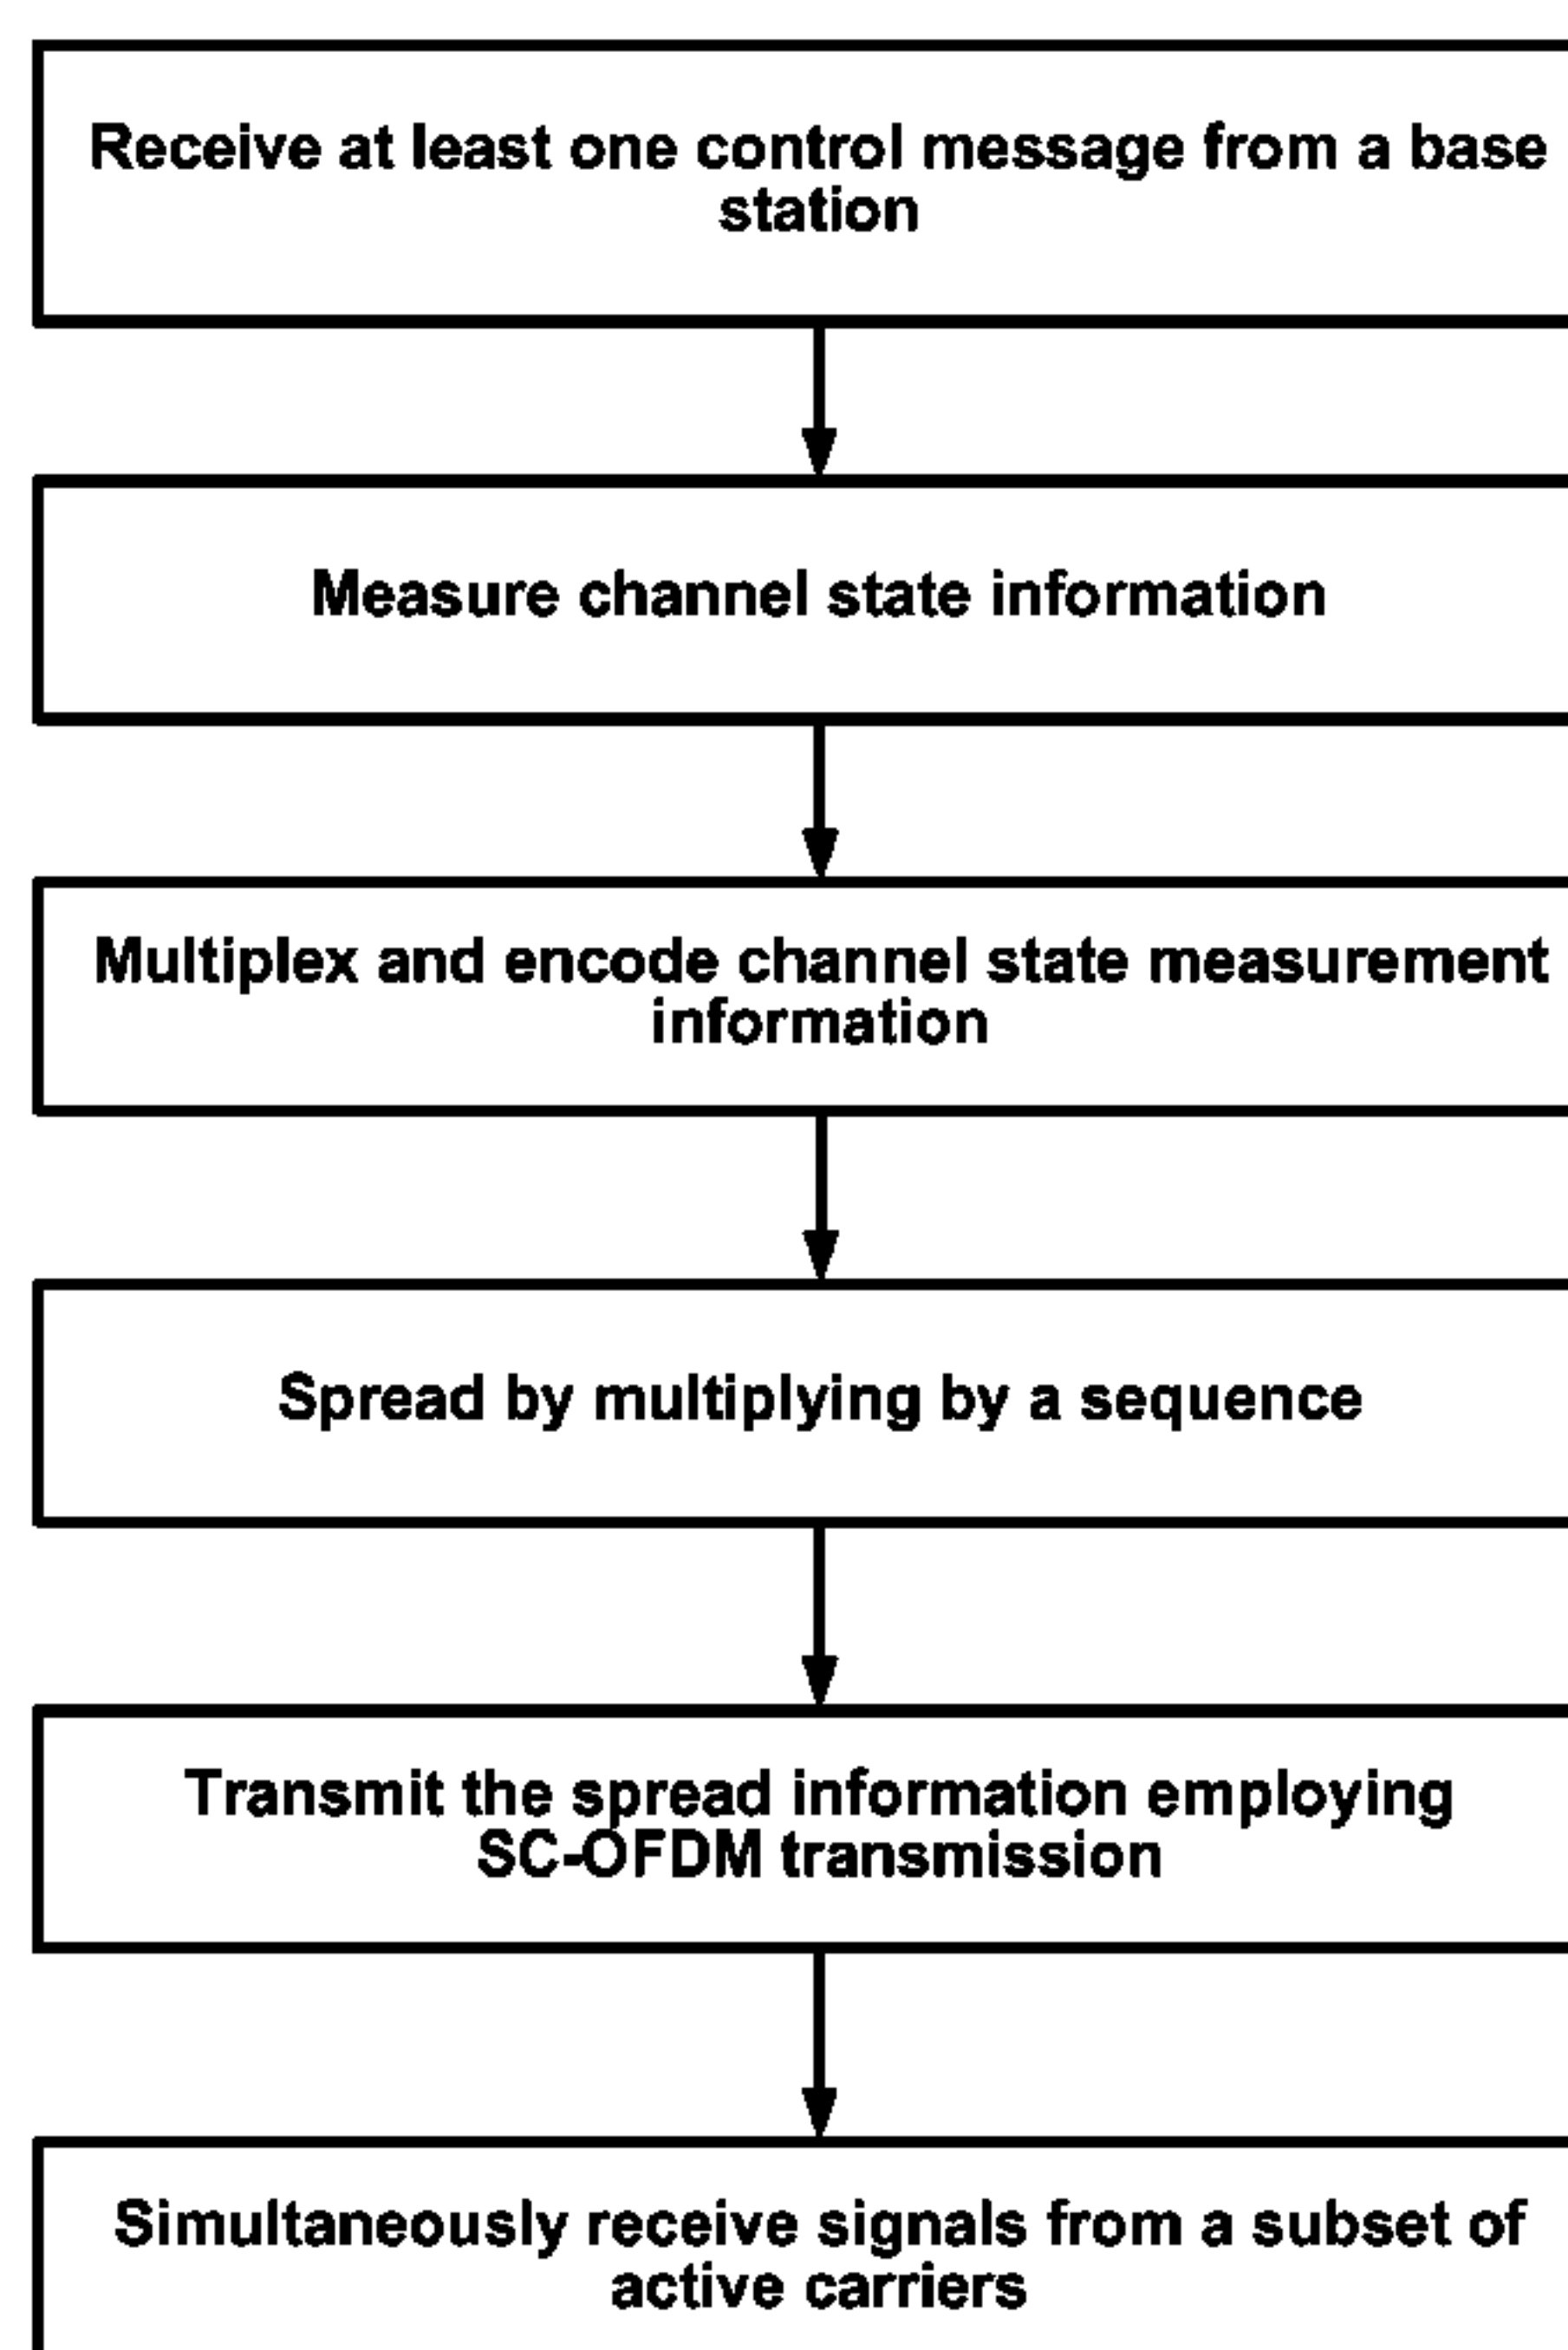 Receive at least one control message from a base
station
Measure channel state information
Multiplex and encode channel state measurement
information
Spread by multiplying by a sequence
Transmit the spread information employing
SC-OFDM transmission
Simultaneously receive signals from a subset of
active carriers